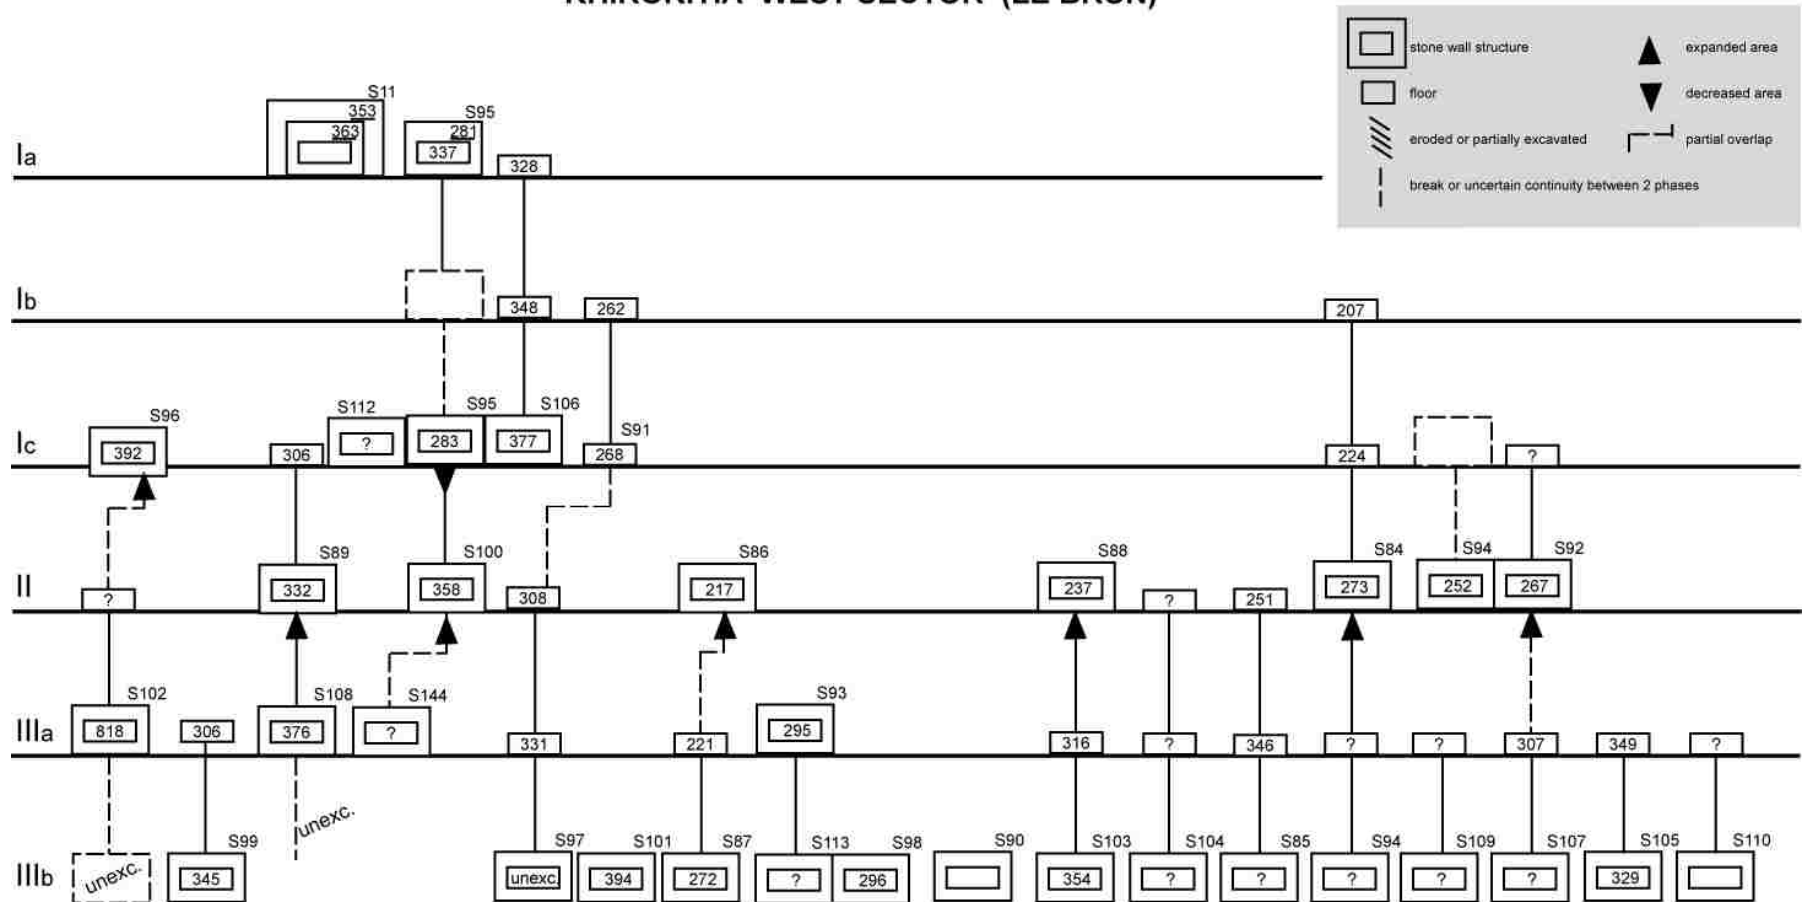 KHIROKITIA WEST SECTOR (LE BRUN)
stone wall structure
expanded area
floor
decreased area
eroded or partially excavated
partial overlap
break or uncertain continuity between 2 phases
S11
353
363
S95
281
337
328
Ia
348
262
207
Ib
S96
392
306
S112
?
S95
283
S106
377
S91
268
224
?
Ic
?
S89
332
S100
358
308
S86
217
S88
237
?
251
S84
273
S94
252
S92
267
II
S102
818
306
S108
376
S144
?
331
221
S93
295
316
?
346
?
?
307
349
?
IIIa
unexc.
unexc.
S99
345
S97
unexc.
S101
394
S87
272
S113
?
S98
296
S90
S103
354
S104
?
S85
?
S94
?
S109
?
S107
?
S105
329
S110
IIIb